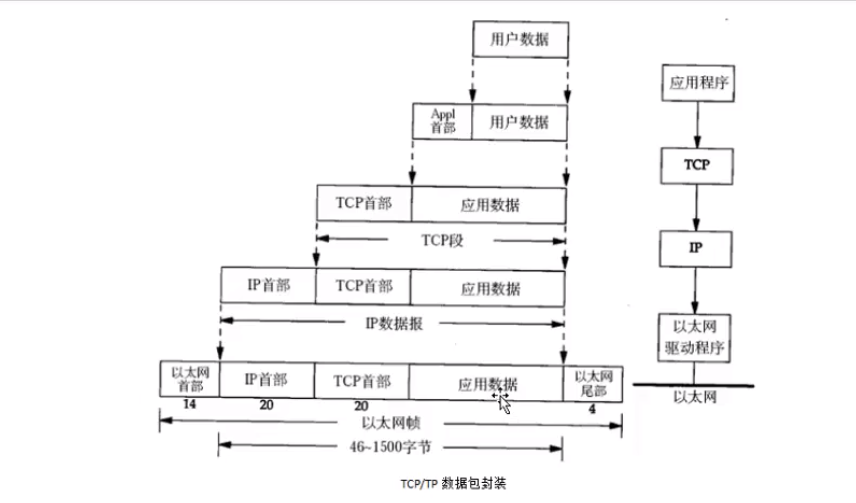 用户数据
应用程序
Appl
首部
用户数据
TCP
TCP首部
应用数据
TCP段
IP
IP首部
TCP首部
应用数据
IP数据报
以太网
驱动程序
以太网
首部
IP首部
TCP首部
应用数据
以太网
尾部
14
20
20
4
以太网
以太网帧
46~1500字节
TCP/TP 数据包封装